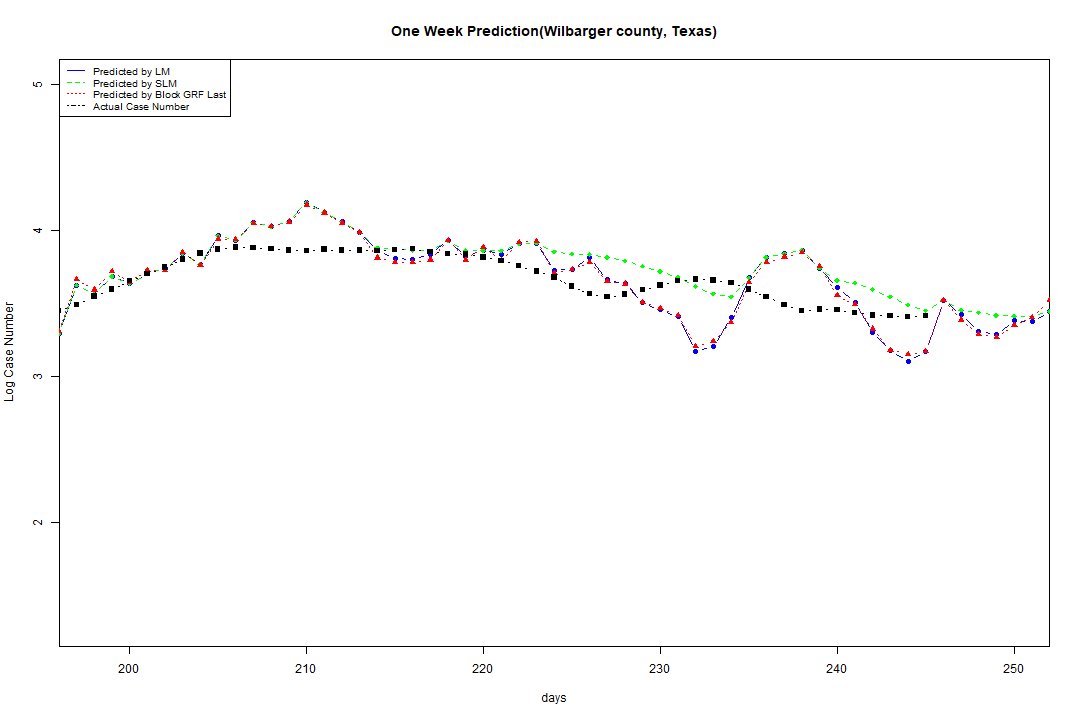 One Week Prediction(Wilbarger county, Texas)
Predicted by LM
Predicted by SLM
Predicted by Block GRF Last
Actual Case Number
5
4
3
2
Log Case Number
200 210 220 230 240 250
days